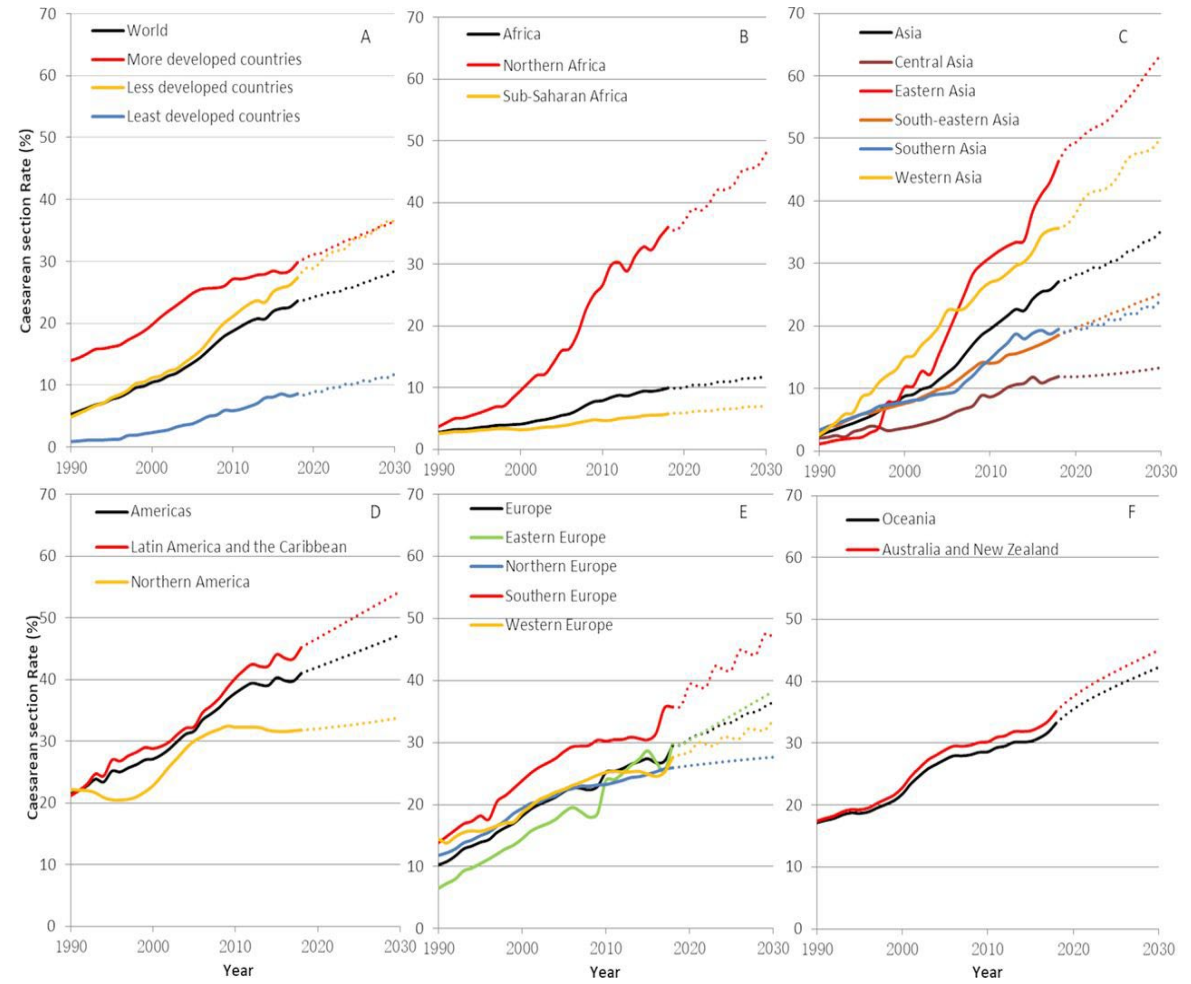 70
60
50
40
30
20
10
0
Caesarean section Rate (%)
World
More developed countries
Less developed countries
Least developed countries
A
1990 2000 2010 2020 2030
70
60
50
40
30
20
10
0
Africa
Northern Africa
Sub-Saharan Africa
B
1990 2000 2010 2020 2030
70
60
50
40
30
20
10
0
Asia
Central Asia
Eastern Asia
South-eastern Asia
Southern Asia
Western Asia
C
1990 2000 2010 2020 2030
70
60
50
40
30
20
10
0
Caesarean section Rate (%)
Americas
Latin America and the Caribbean
Northern America
D
1990 2000 2010 2020 2030
Year
70
60
50
40
30
20
10
0
Europe
Eastern Europe
Northern Europe
Southern Europe
Western Europe
E
1990 2000 2010 2020 2030
Year
70
60
50
40
30
20
10
0
Oceania
Australia and New Zealand
F
1990 2000 2010 2020 2030
Year